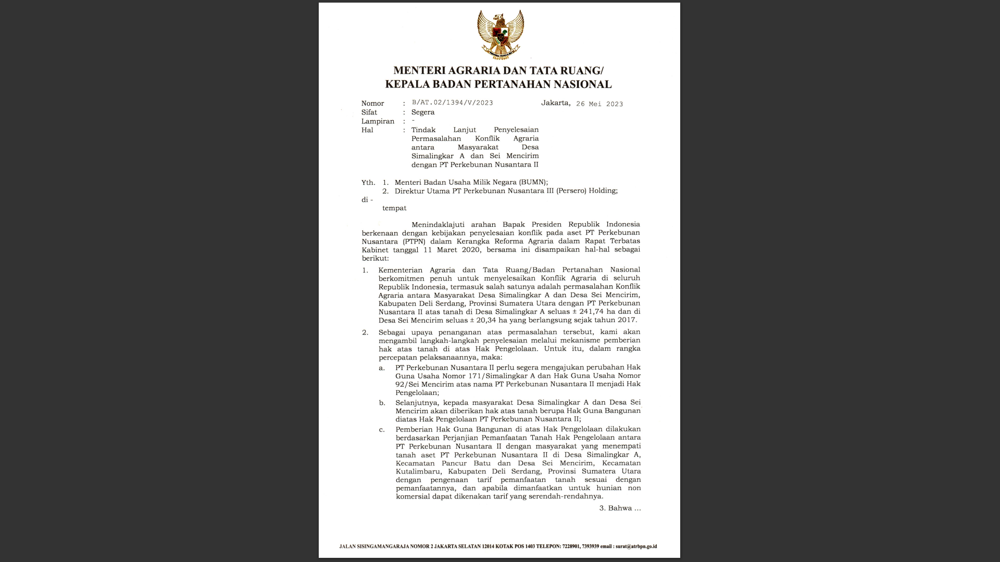 MENTERI AGRARIA DAN TATA RUANG/
KEPALA BADAN PERTANAHAN NASIONAL
Nomor : B/AT.02/1394/V/2023 Jakarta, 26 Mei 2023
Sifat : Segera
Lampiran : -
Hal : Tindak Lanjut Penyelesaian
Permasalahan Konflik Agraria
antara Masyarakat Desa
Simalingkar A dan Sei Mencirim
dengan PT Perkebunan Nusantara II
Yth. 1. Menteri Badan Usaha Milik Negara (BUMN);
2. Direktur Utama PT Perkebunan Nusantara III (Persero) Holding;
di -
tempat
Menindaklajuti arahan Bapak Presiden Republik Indonesia
berkenaan dengan kebijakan penyelesaian konflik pada aset PT Perkebunan
Nusantara (PTPN) dalam Kerangka Reforma Agraria dalam Rapat Terbatas
Kabinet tanggal 11 Maret 2020, bersama ini disampaikan hal-hal sebagai
berikut:
1. Kementerian Agraria dan Tata Ruang/Badan Pertanahan Nasional
berkomitmen penuh untuk menyelesaikan Konflik Agraria di seluruh
Republik Indonesia, termasuk salah satunya adalah permasalahan Konflik
Agraria antara Masyarakat Desa Simalingkar A dan Desa Sei Mencirim,
Kabupaten Deli Serdang, Provinsi Sumatera Utara dengan PT Perkebunan
Nusantara II atas tanah di Desa Simalingkar A seluas ± 241,74 ha dan di
Desa Sei Mencirim seluas ± 20,34 ha yang berlangsung sejak tahun 2017.
2. Sebagai upaya penanganan atas permasalahan tersebut, kami akan
mengambil langkah-langkah penyelesaian melalui mekanisme pemberian
hak atas tanah di atas Hak Pengelolaan. Untuk itu, dalam rangka
percepatan pelaksanaannya, maka:
a. PT Perkebunan Nusantara II perlu segera mengajukan perubahan Hak
Guna Usaha Nomor 171/Simalingkar A dan Hak Guna Usaha Nomor
92/Sei Mencirim atas nama PT Perkebunan Nusantara II menjadi Hak
Pengelolaan;
b. Selanjutnya, kepada masyarakat Desa Simalingkar A dan Desa Sei
Mencirim akan diberikan hak atas tanah berupa Hak Guna Bangunan
diatas Hak Pengelolaan PT Perkebunan Nusantara II;
c. Pemberian Hak Guna Bangunan di atas Hak Pengelolaan dilakukan
berdasarkan Perjanjian Pemanfaatan Tanah Hak Pengelolaan antara
PT Perkebunan Nusantara II dengan masyarakat yang menempati
tanah aset PT Perkebunan Nusantara II di Desa Simalingkar A,
Kecamatan Pancur Batu dan Desa Sei Mencirim, Kecamatan
Kutalimbaru, Kabupaten Deli Serdang, Provinsi Sumatera Utara
dengan pengenaan tarif pemanfaatan tanah sesuai dengan
pemanfaatannya, dan apabila dimanfaatkan untuk hunian non
komersial dapat dikenakan tarif yang serendah-rendahnya.
3. Bahwa ...
JALAN SISINGAMANGARAJA NOMOR 2 JAKARTA SELATAN 12014 KOTAK POS 1403 TELEPON: 7228901, 7393939 email : surat@atrbpn.go.id